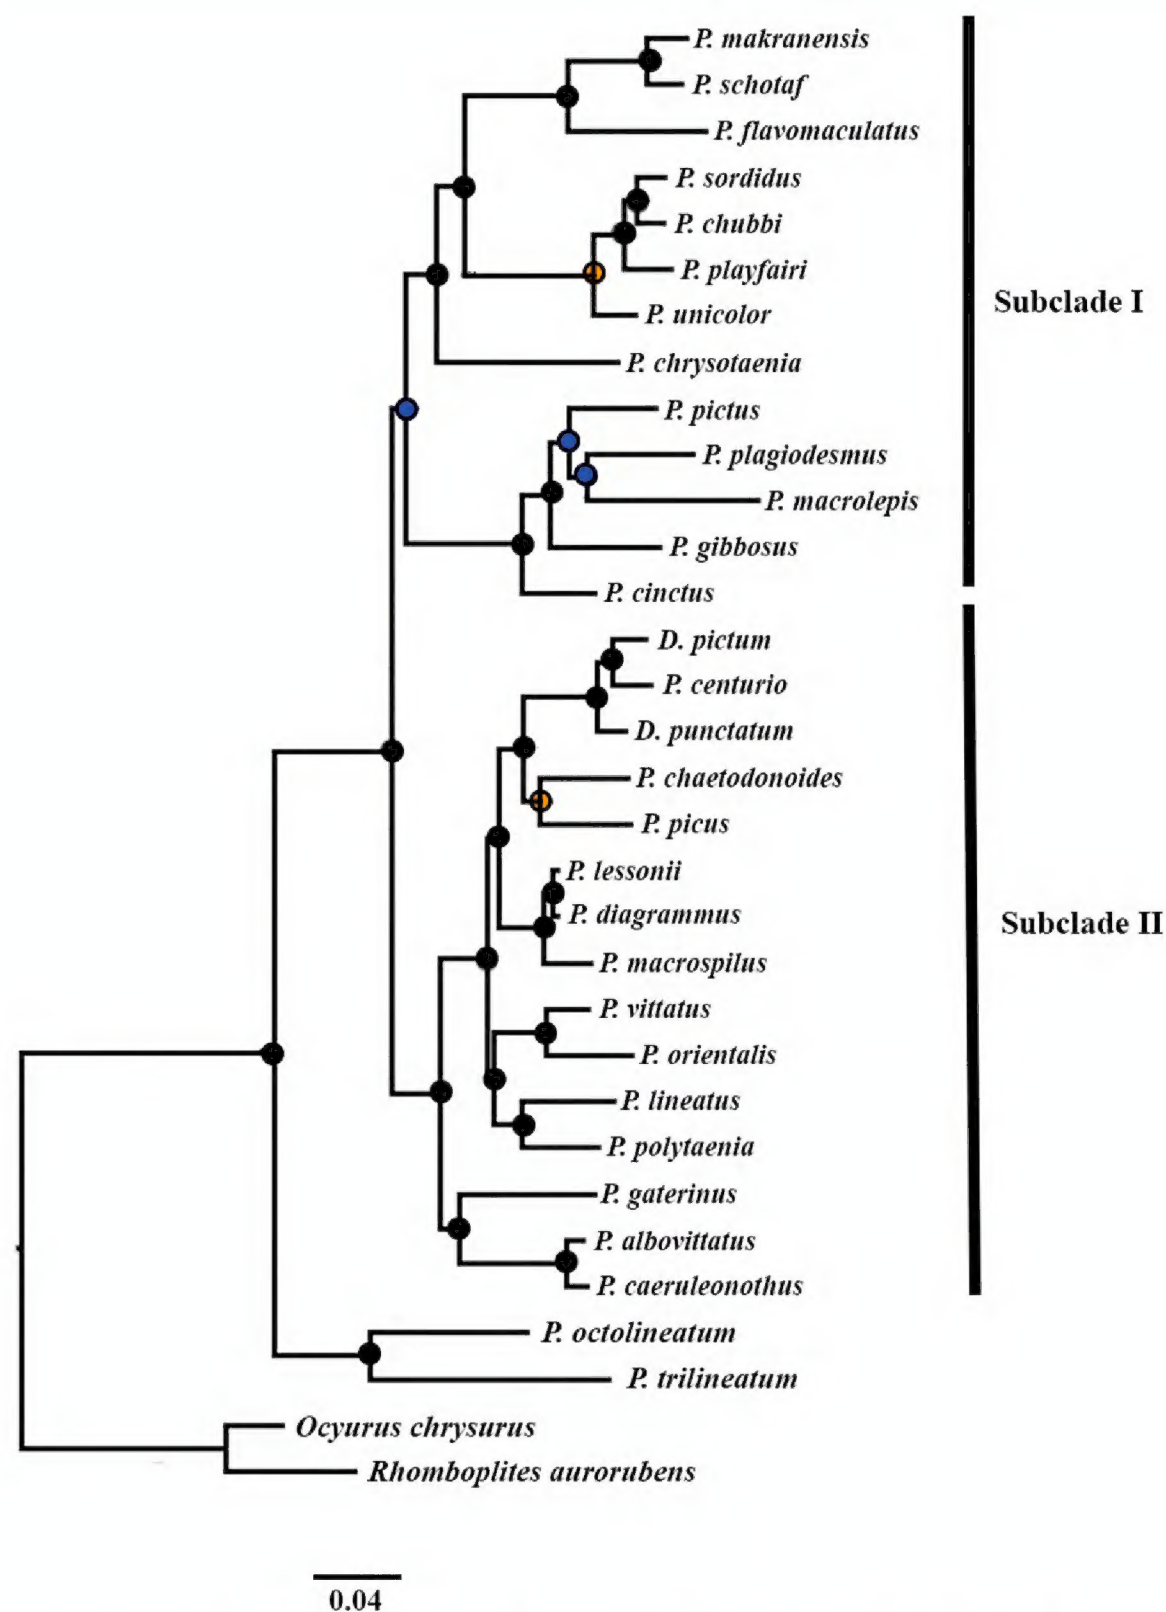 P. makranensis
P. schotaf
P. flavomaculatus
P. sordidus
P. chubbi
P. playfairi
P. unicolor
Subclade I
P. chrysotaenia
P. pictus
P. plagiodesmus
P. macrolepis
P. gibbosus
P. cinctus
D. pictum
P. centurio
D. punctatum
P. chaetodonoides
P. picus
P. lessonii
P. diagrammus
Subclade II
P. macrospilus
P. vittatus
P. orientalis
P. lineatus
P. polytaenia
P. gaterinus
P. albovittatus
P. caeruleonothus
P. octolineatum
P. trilineatum
Ocyurus chrysurus
Rhomboplites aurorubens
0.04